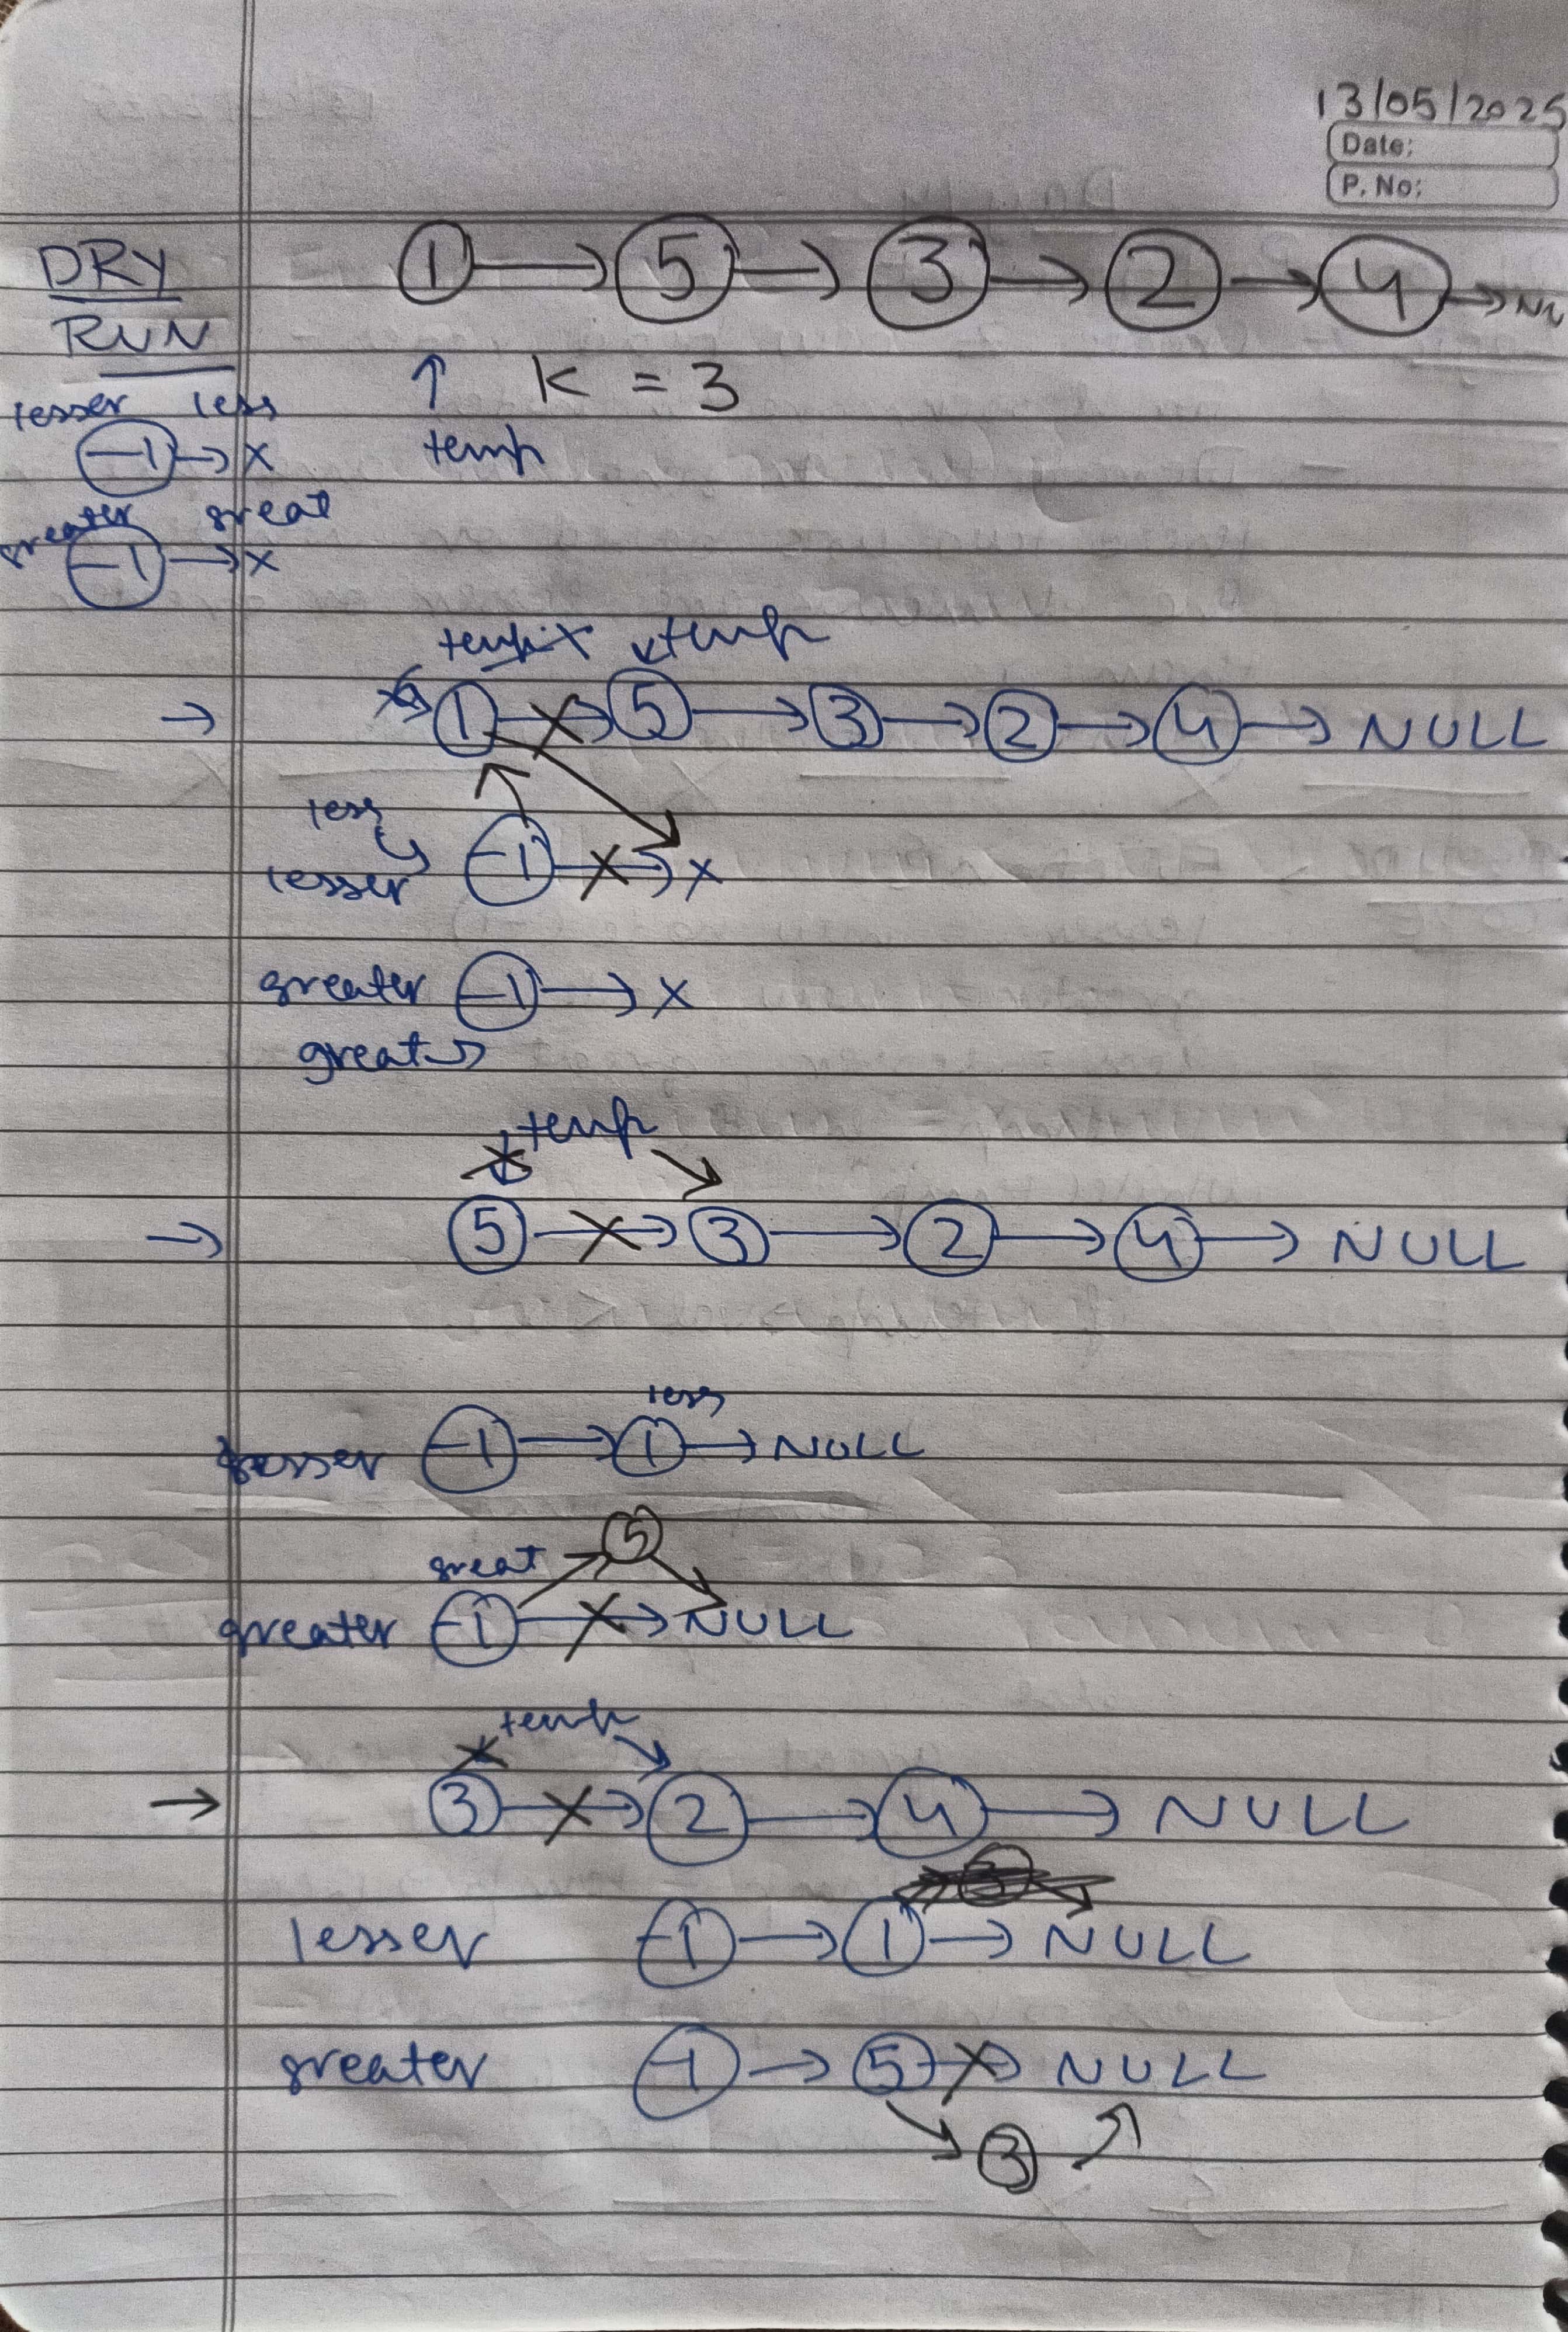 13/05/2025
Date:
P. No:
DRY
RUN
1 → 5 → 3 → 2 → 4 → NU
↑ K = 3
temp
lesser less
-1 → x
greater great
-1 → x
temp x temp
→ 1 → 5 → 3 → 2 → 4 → NULL
less
lesser -1 → x
greater -1 → x
great
temp
→ 5 → 3 → 2 → 4 → NULL
less
lesser -1 → 1 → NULL
5
great
greater -1 → NULL
temp
→ 3 → 2 → 4 → NULL
lesser -1 → 1 → NULL
greater -1 → 5 → NULL
3